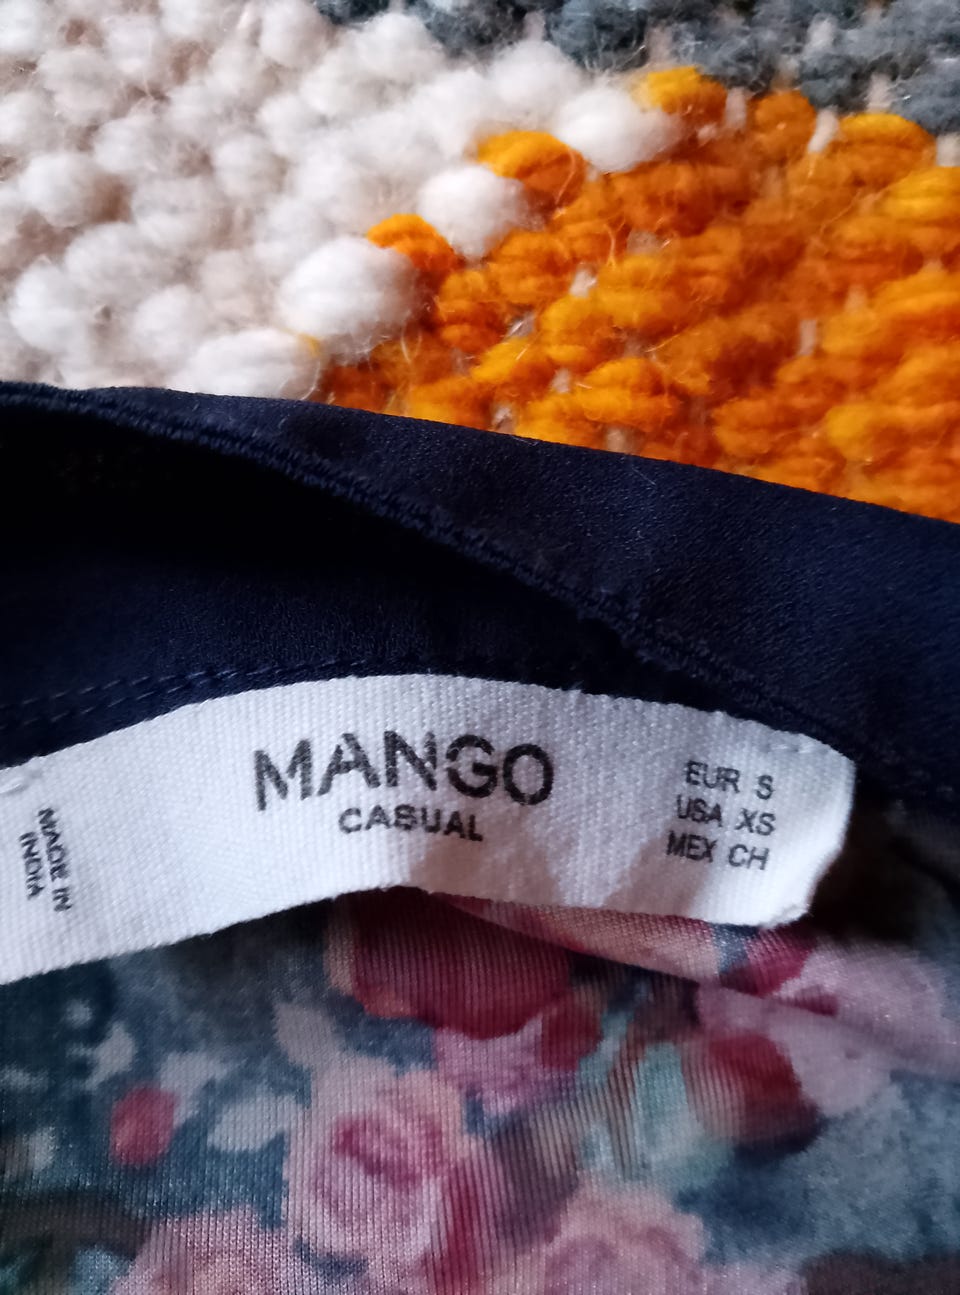 MANGO
CASUAL
EUR S
USA XS
MEX CH
MADE IN
INDIA